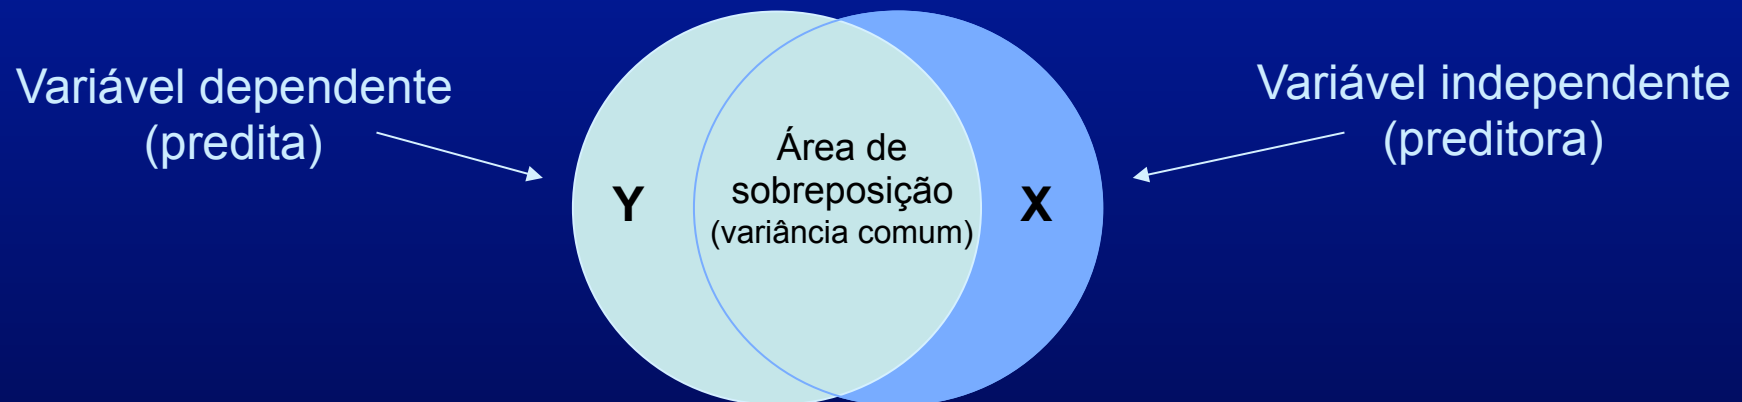 Variável dependente
(predita)
Y
Área de
sobreposição
(variância comum)
X
Variável independente
(preditora)